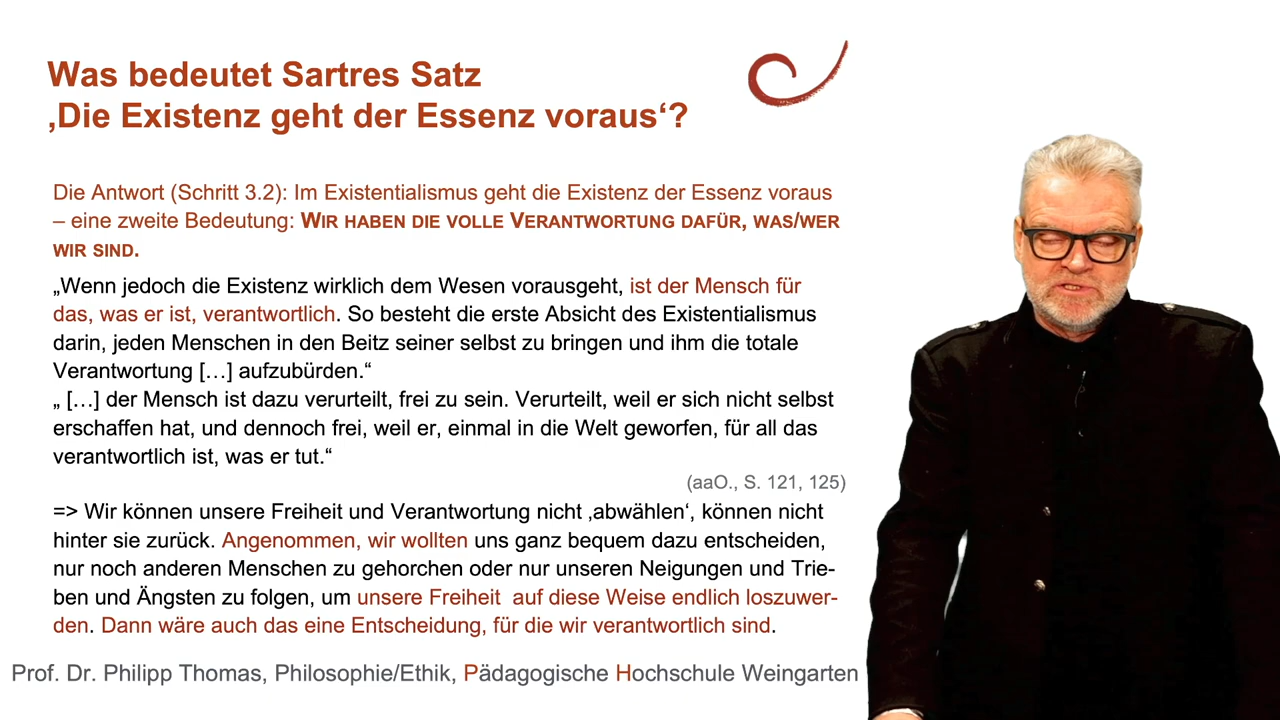 Was bedeutet Sartres Satz
‚Die Existenz geht der Essenz voraus‘?
Die Antwort (Schritt 3.2): Im Existentialismus geht die Existenz der Essenz voraus
– eine zweite Bedeutung: WIR HABEN DIE VOLLE VERANTWORTUNG DAFÜR, WAS/WER
WIR SIND.
„Wenn jedoch die Existenz wirklich dem Wesen vorausgeht, ist der Mensch für
das, was er ist, verantwortlich. So besteht die erste Absicht des Existentialismus
darin, jeden Menschen in den Beitz seiner selbst zu bringen und ihm die totale
Verantwortung […] aufzubürden.“
„ […] der Mensch ist dazu verurteilt, frei zu sein. Verurteilt, weil er sich nicht selbst
erschaffen hat, und dennoch frei, weil er, einmal in die Welt geworfen, für all das
verantwortlich ist, was er tut.“
(aaO., S. 121, 125)
=> Wir können unsere Freiheit und Verantwortung nicht ‚abwählen‘, können nicht
hinter sie zurück. Angenommen, wir wollten uns ganz bequem dazu entscheiden,
nur noch anderen Menschen zu gehorchen oder nur unseren Neigungen und Trie-
ben und Ängsten zu folgen, um unsere Freiheit  auf diese Weise endlich loszuwer-
den. Dann wäre auch das eine Entscheidung, für die wir verantwortlich sind.
Prof. Dr. Philipp Thomas, Philosophie/Ethik, Pädagogische Hochschule Weingarten